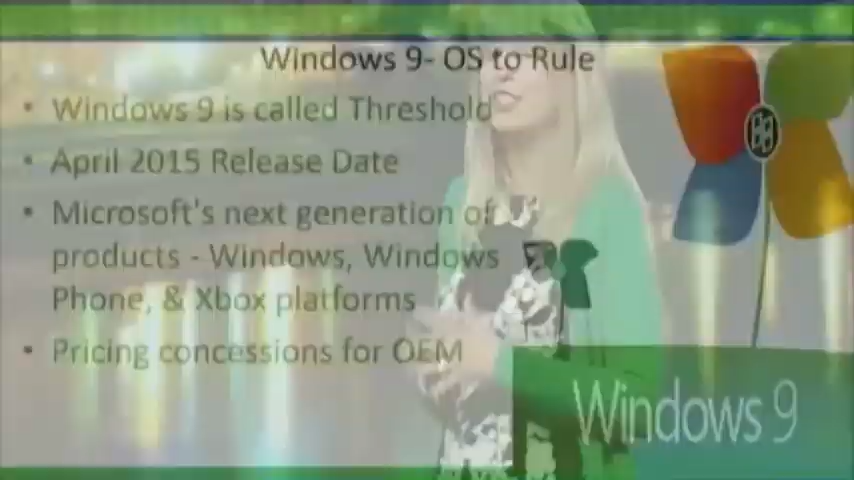 Windows 9- OS to Rule
• Windows 9 is called Threshold
• April 2015 Release Date
• Microsoft's next generation of
products - Windows, Windows
Phone, & Xbox platforms
• Pricing concessions for OEM
Windows 9